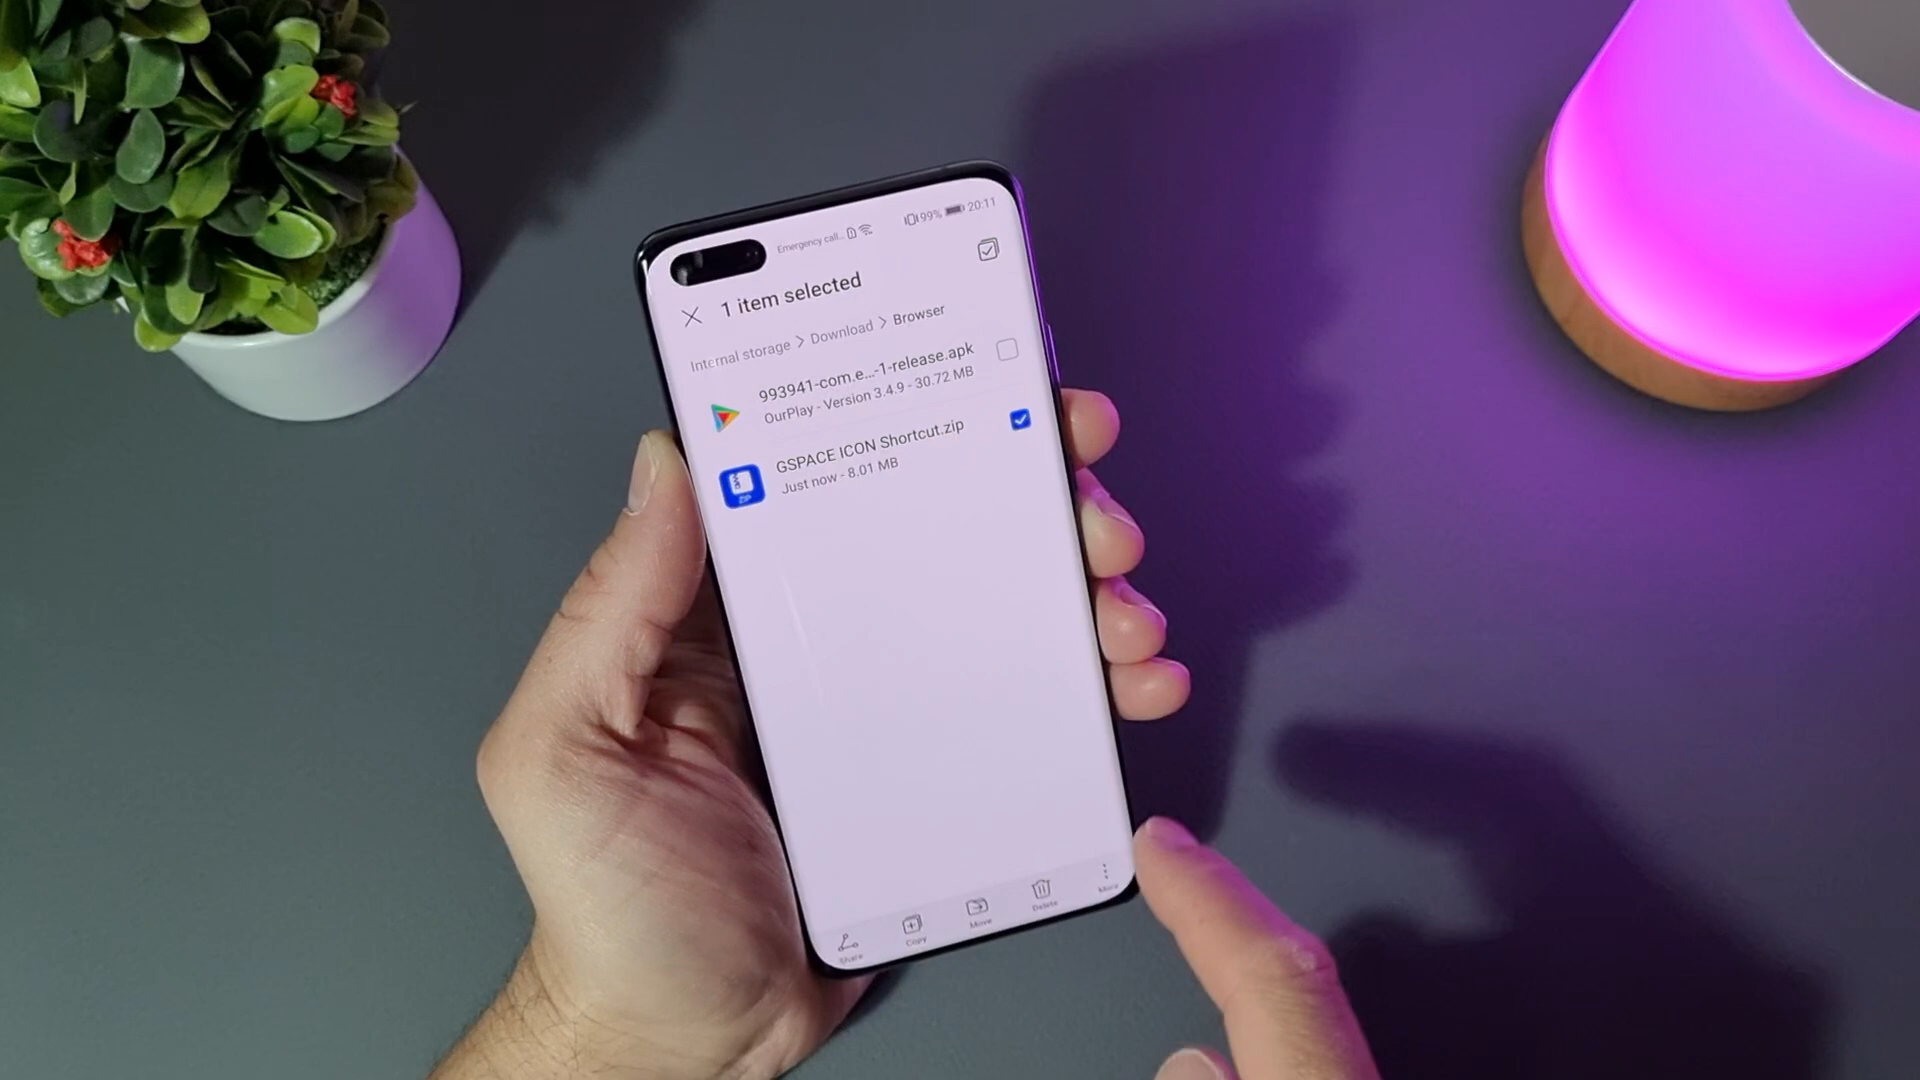 Emergency call... 99% 20:11
1 item selected
Internal storage > Download > Browser
993941-com.e...-1-release.apk
OurPlay - Version 3.4.9 - 30.72 MB
GSPACE ICON Shortcut.zip
Just now - 8.01 MB
ZIP
Share Copy Move Delete More